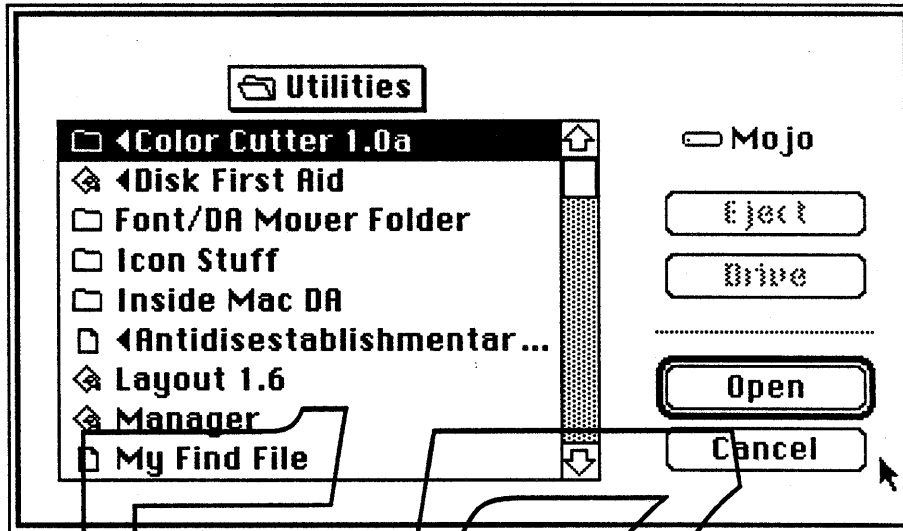 Utilities
◀Color Cutter 1.0a
◀Disk First Aid
Font/DA Mover Folder
Icon Stuff
Inside Mac DA
◀Antidisestablishmentar...
Layout 1.6
Manager
My Find File
Mojo
Eject
Drive
Open
Cancel